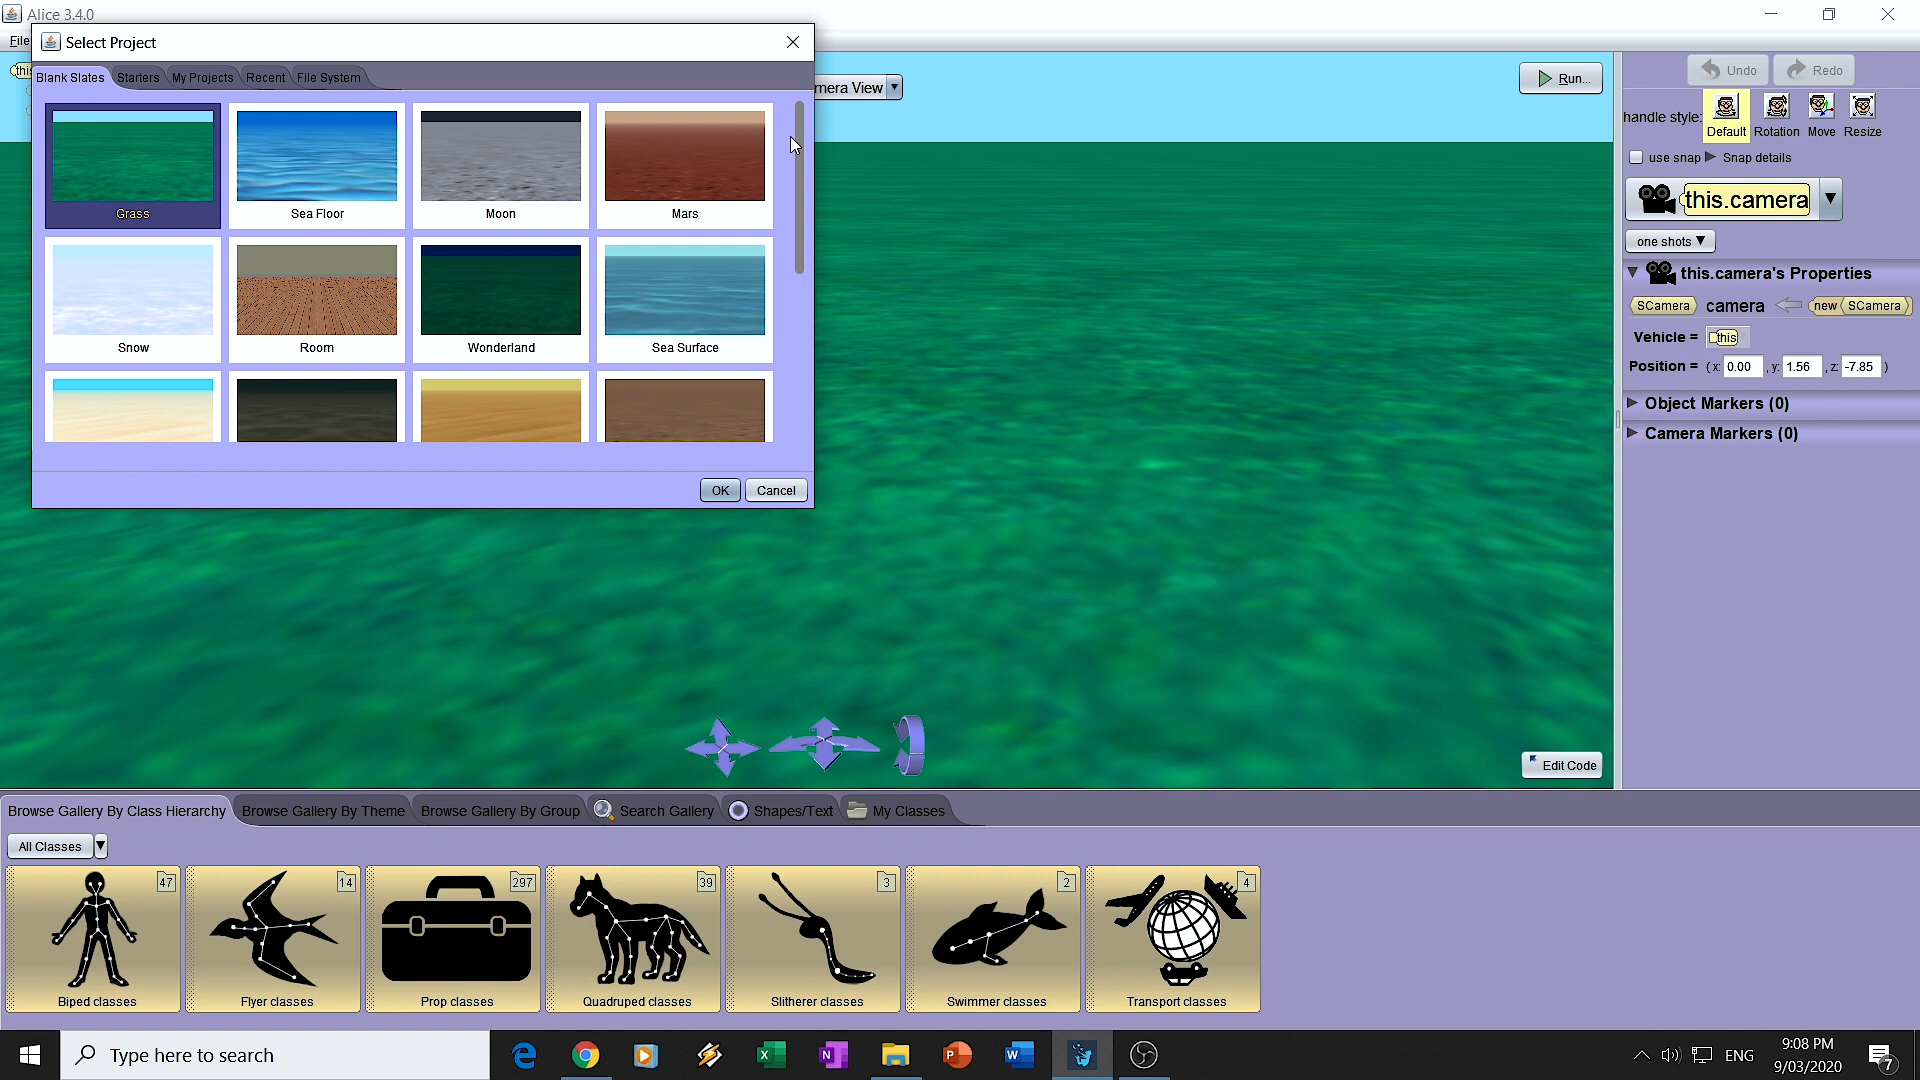 Alice 3.4.0
File
Select Project
this
Blank Slates Starters My Projects Recent File System
mera View
Run...
Grass
Sea Floor
Moon
Mars
Snow
Room
Wonderland
Sea Surface
OK
Cancel
Undo
Redo
handle style:
Default
Rotation
Move
Resize
use snap
Snap details
this.camera
one shots
this.camera's Properties
SCamera camera new SCamera
Vehicle = this
Position = (x: 0.00 , y: 1.56 , z: -7.85 )
Object Markers (0)
Camera Markers (0)
Edit Code
Browse Gallery By Class Hierarchy
Browse Gallery By Theme
Browse Gallery By Group
Search Gallery
Shapes/Text
My Classes
All Classes
47
Biped classes
14
Flyer classes
297
Prop classes
39
Quadruped classes
3
Slitherer classes
2
Swimmer classes
4
Transport classes
Type here to search
X
N
P
W
ENG
9:08 PM
9/03/2020
7